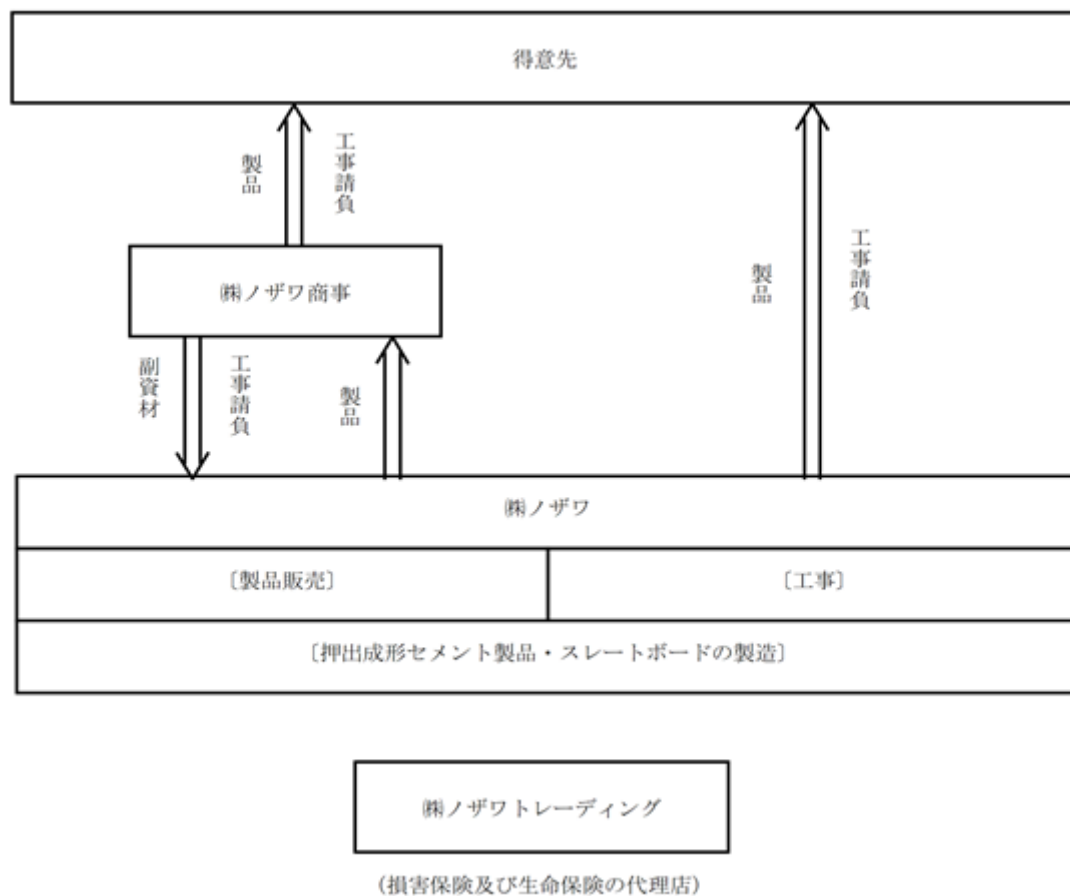 得意先
製品
工事請負
㈱ノザワ商事
製品
工事請負
副資材
工事請負
製品
㈱ノザワ
〔製品販売〕
〔工事〕
〔押出成形セメント製品・スレートボードの製造〕
㈱ノザワトレーディング
(損害保険及び生命保険の代理店)